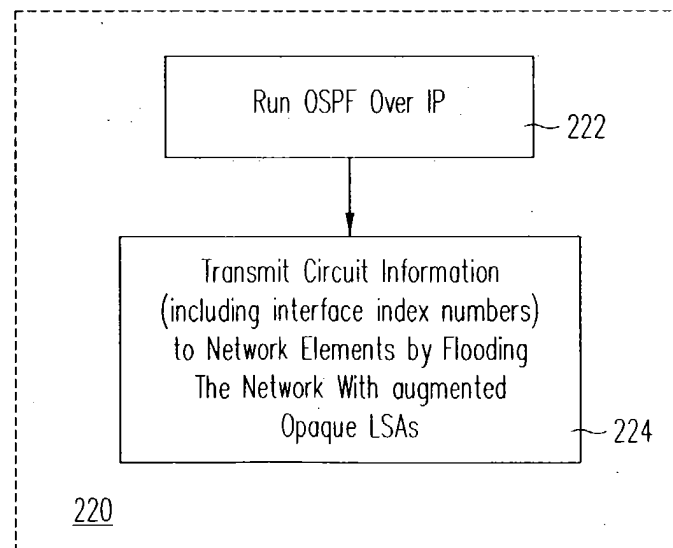 Run OSPF Over IP
222
Transmit Circuit Information
(including interface index numbers)
to Network Elements by Flooding
The Network With augmented
Opaque LSAs
224
220